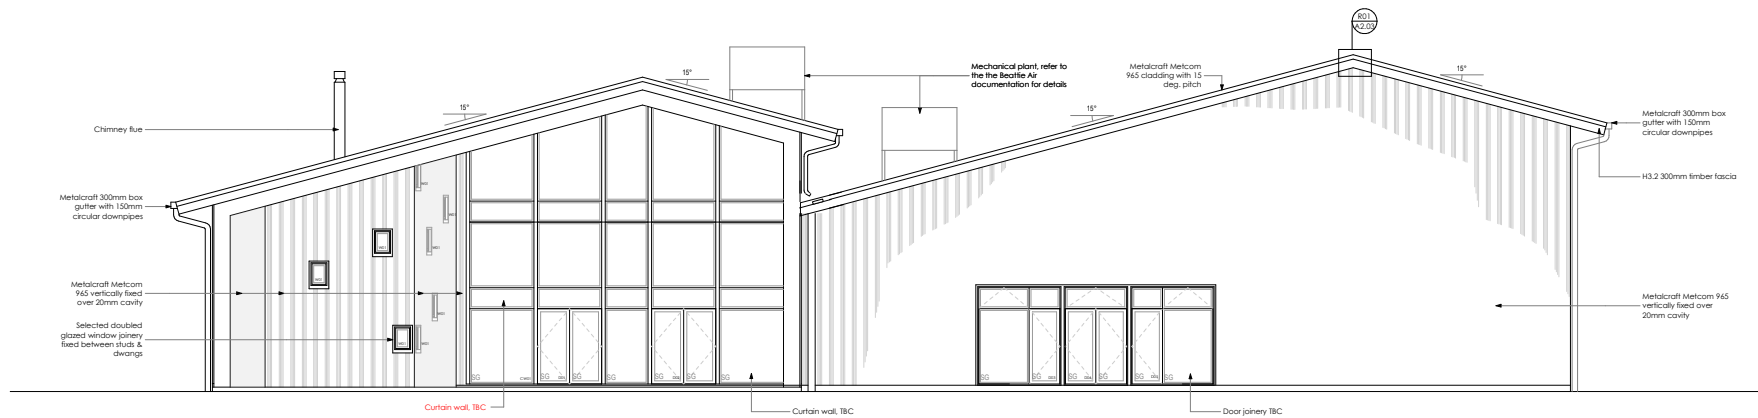 R01
A2.03
15°
Mechanical plant, refer to
the the Beattie Air
documentation for details
Metalcraft Metcom
965 cladding with 15
deg. pitch
15°
15°
15°
Chimney flue
Metalcraft 300mm box
gutter with 150mm
circular downpipes
H3.2 300mm timber fascia
Metalcraft 300mm box
gutter with 150mm
circular downpipes
Metalcraft Metcom
965 vertically fixed
over 20mm cavity
Metalcraft Metcom 965
vertically fixed over
20mm cavity
Selected doubled
glazed window joinery
fixed between studs &
dwangs
SG
SG
SG
SG
SG
SG
SG
SG
SG
Curtain wall, TBC
Curtain wall, TBC
Door joinery TBC